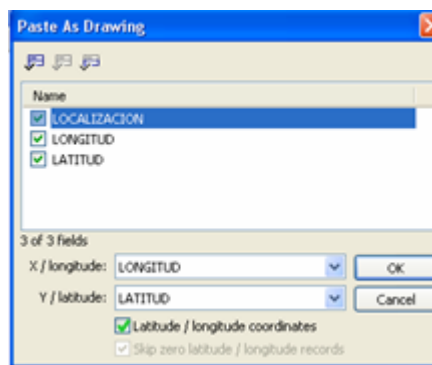 Paste As Drawing
Name
LOCALIZACION
LONGITUD
LATITUD
3 of 3 fields
X / longitude: LONGITUD OK
Y / latitude: LATITUD Cancel
Latitude / longitude coordinates
Skip zero latitude / longitude records